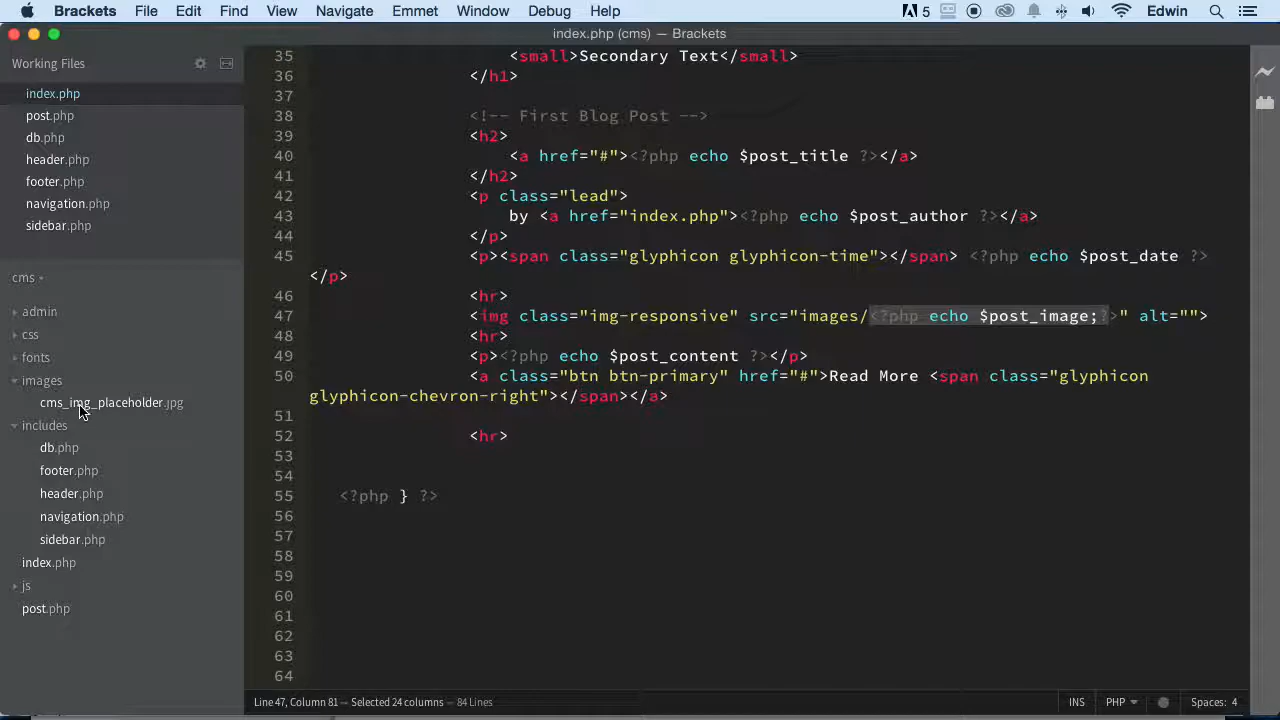 Brackets File Edit Find View Navigate Emmet Window Debug Help 5 Edwin
index.php (cms) — Brackets
Working Files
index.php
post.php
db.php
header.php
footer.php
navigation.php
sidebar.php
cms
admin
css
fonts
images
cms_img_placeholder.jpg
includes
db.php
footer.php
header.php
navigation.php
sidebar.php
index.php
js
post.php
35 <small>Secondary Text</small>
36 </h1>
37
38 <!-- First Blog Post -->
39 <h2>
40 <a href="#"><?php echo $post_title ?></a>
41 </h2>
42 <p class="lead">
43 by <a href="index.php"><?php echo $post_author ?></a>
44 </p>
45 <p><span class="glyphicon glyphicon-time"></span> <?php echo $post_date ?>
</p>
46 <hr>
47 <img class="img-responsive" src="images/<?php echo $post_image;?>" alt="">
48 <hr>
49 <p><?php echo $post_content ?></p>
50 <a class="btn btn-primary" href="#">Read More <span class="glyphicon
glyphicon-chevron-right"></span></a>
51
52 <hr>
53
54
55 <?php } ?>
56
57
58
59
60
61
62
63
64
Line 47, Column 81 — Selected 24 columns — 84 Lines INS PHP Spaces: 4